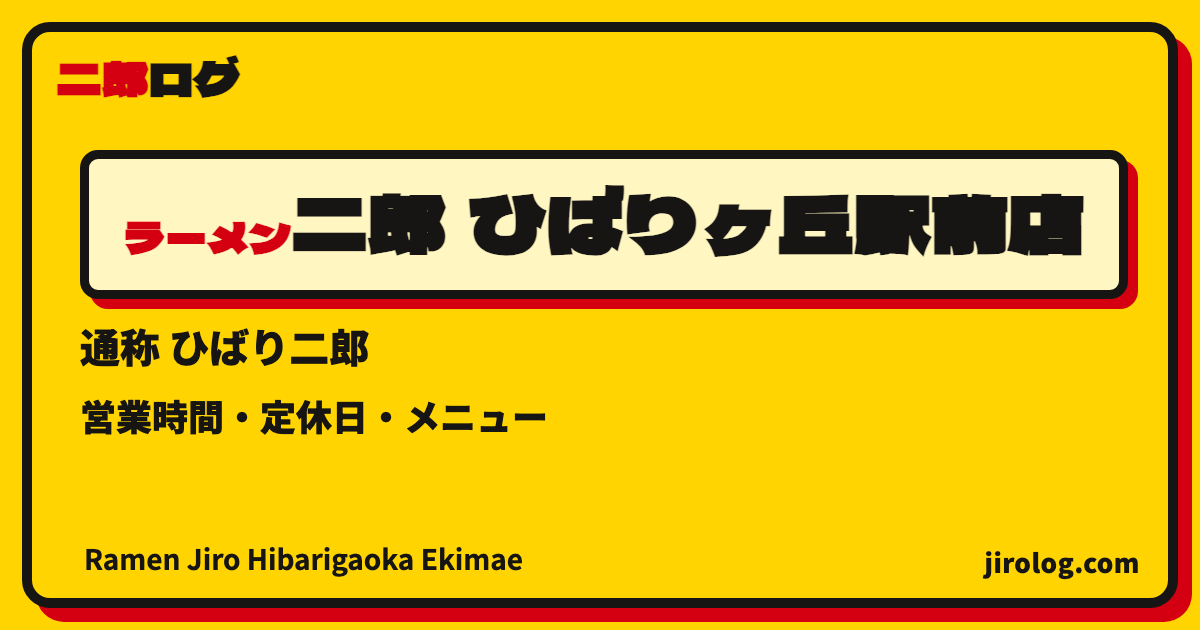 二郎ログ
ラーメン二郎 ひばりヶ丘駅前店
通称 ひばり二郎
営業時間・定休日・メニュー
Ramen Jiro Hibarigaoka Ekimae
jirolog.com